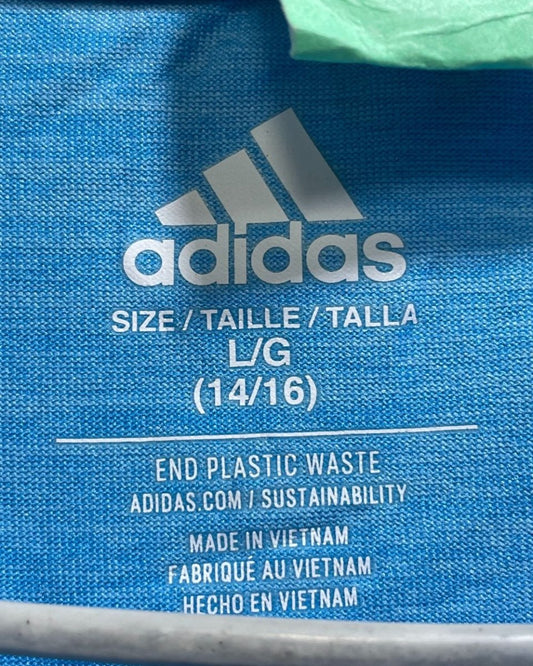 adidas
SIZE / TAILLE / TALLA
L/G
(14/16)
END PLASTIC WASTE
ADIDAS.COM / SUSTAINABILITY
MADE IN VIETNAM
FABRIQUÉ AU VIETNAM
HECHO EN VIETNAM